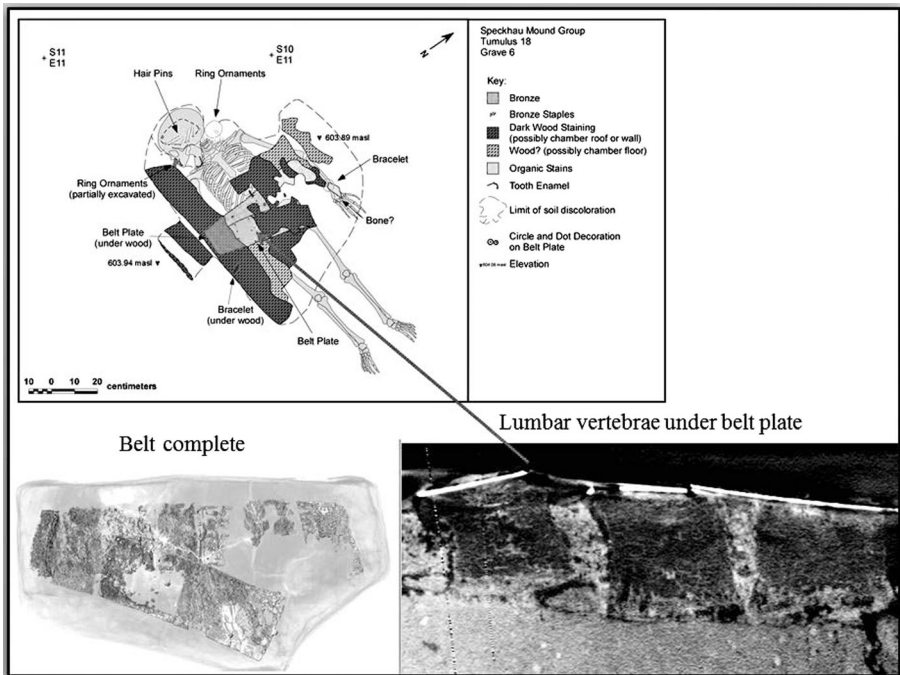 S11
E11
S10
E11
N
Hair Pins
Ring Ornaments
603.89 masl
Bracelet
Ring Ornaments
(partially excavated)
Bone?
Belt Plate
(under wood)
603.94 masl
Bracelet
(under wood)
Belt Plate
10 0 10 20 centimeters
Speckhau Mound Group
Tumulus 18
Grave 6
Key:
Bronze
Bronze Staples
Dark Wood Staining
(possibly chamber roof or wall)
Wood? (possibly chamber floor)
Organic Stains
Tooth Enamel
Limit of soil discoloration
Circle and Dot Decoration
on Belt Plate
Elevation
Belt complete
Lumbar vertebrae under belt plate